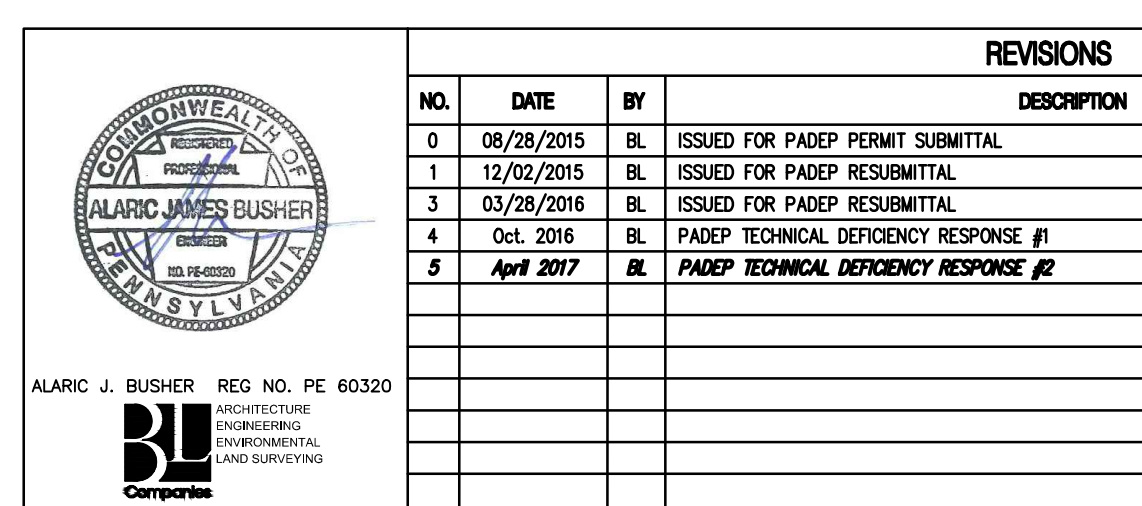 COMMONWEALTH OF
REGISTERED
PROFESSIONAL
ALARIC JAMES BUSHER
ENGINEER
NO. PE-60320
PENNSYLVANIA
ALARIC J. BUSHER REG NO. PE 60320
BL
ARCHITECTURE
ENGINEERING
ENVIRONMENTAL
LAND SURVEYING
Companies
REVISIONS
NO. DATE BY DESCRIPTION
0 08/28/2015 BL ISSUED FOR PADEP PERMIT SUBMITTAL
1 12/02/2015 BL ISSUED FOR PADEP RESUBMITTAL
3 03/28/2016 BL ISSUED FOR PADEP RESUBMITTAL
4 Oct. 2016 BL PADEP TECHNICAL DEFICIENCY RESPONSE #1
5 April 2017 BL PADEP TECHNICAL DEFICIENCY RESPONSE #2